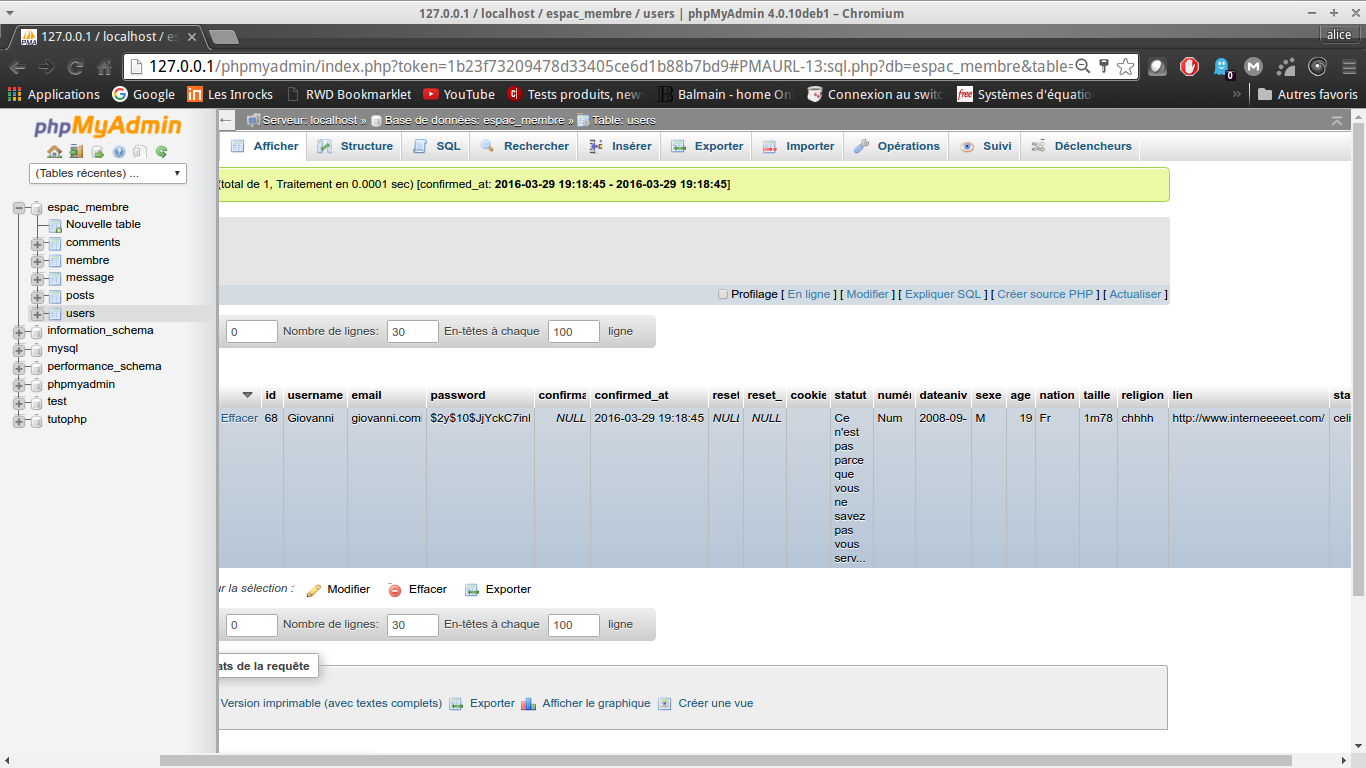 127.0.0.1 / localhost / espac_membre / users | phpMyAdmin 4.0.10deb1 – Chromium
127.0.0.1 / localhost / es
alice
127.0.0.1/phpmyadmin/index.php?token=1b23f73209478d33405ce6d1b88b7bd9#PMAURL-13:sql.php?db=espac_membre&table=
Applications Google Les Inrocks RWD Bookmarklet YouTube Tests produits, news Balmain - home On Connexion au switc Systèmes d'équatio » Autres favoris
phpMyAdmin
(Tables récentes) ...
espac_membre
Nouvelle table
comments
membre
message
posts
users
information_schema
mysql
performance_schema
phpmyadmin
test
tutophp
Serveur: localhost » Base de données: espac_membre » Table: users
Afficher Structure SQL Rechercher Insérer Exporter Importer Opérations Suivi Déclencheurs
(total de 1, Traitement en 0.0001 sec) [confirmed_at: 2016-03-29 19:18:45 - 2016-03-29 19:18:45]
Profilage [ En ligne ] [ Modifier ] [ Expliquer SQL ] [ Créer source PHP ] [ Actualiser ]
0 Nombre de lignes: 30 En-têtes à chaque 100 ligne
id username email password confirma confirmed_at reset reset_ cookie statut numéı dateaniv sexe age nation taille religion lien sta
Effacer 68 Giovanni giovanni.com $2y$10$JjYckC7inl NULL 2016-03-29 19:18:45 NULL NULL Ce Num 2008-09- M 19 Fr 1m78 chhhh http://www.interneeeeet.com/ celi
n'est
pas
parce
que
vous
ne
savez
pas
vous
serv...
ur la sélection : Modifier Effacer Exporter
0 Nombre de lignes: 30 En-têtes à chaque 100 ligne
ats de la requête
Version imprimable (avec textes complets) Exporter Afficher le graphique Créer une vue